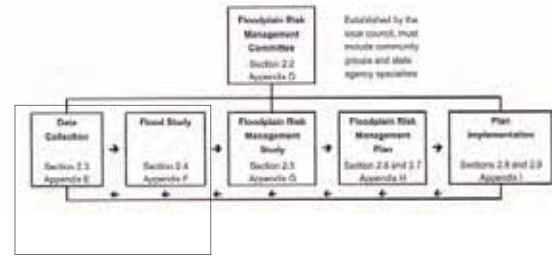 Floodplain Risk
Management
Committee
Section 2.2
Appendix D
Established by the
local council, must
include community
groups and state
agency specialists
Data
Collection
Section 2.3
Appendix E
Flood Study
Section 2.4
Appendix F
Floodplain Risk
Management
Study
Section 2.5
Appendix G
Floodplain Risk
Management
Plan
Section 2.6 and 2.7
Appendix H
Plan
Implementation
Sections 2.8 and 2.9
Appendix I